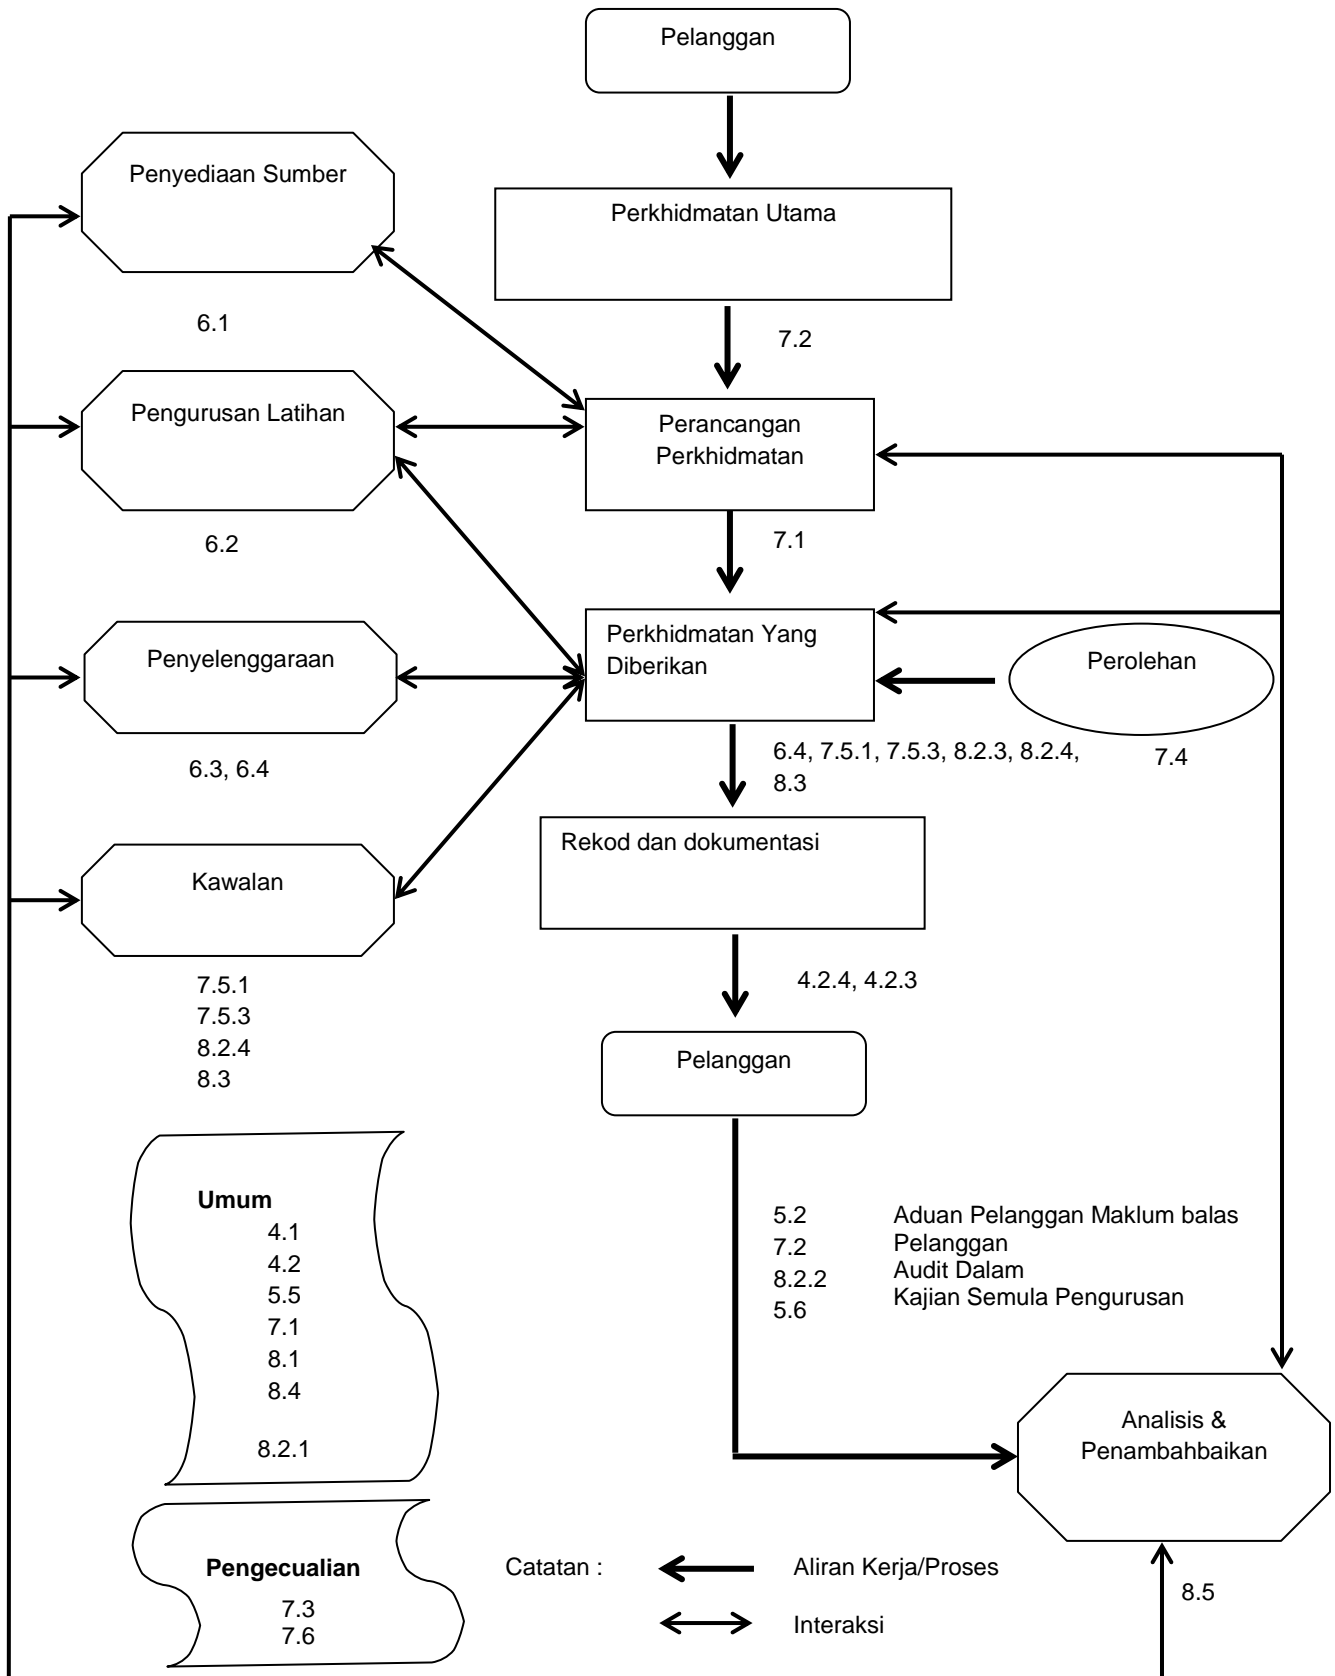 Pelanggan
Penyediaan Sumber
Perkhidmatan Utama
6.1
7.2
Pengurusan Latihan
Perancangan
Perkhidmatan
6.2
7.1
Penyelenggaraan
Perkhidmatan Yang
Diberikan
Perolehan
6.3, 6.4
6.4, 7.5.1, 7.5.3, 8.2.3, 8.2.4,
8.3
7.4
Rekod dan dokumentasi
Kawalan
7.5.1
7.5.3
8.2.4
8.3
4.2.4, 4.2.3
Pelanggan
Umum
4.1
4.2
5.5
7.1
8.1
8.4
8.2.1
5.2
7.2
8.2.2
5.6
Aduan Pelanggan Maklum balas
Pelanggan
Audit Dalam
Kajian Semula Pengurusan
Analisis &
Penambahbaikan
Pengecualian
7.3
7.6
Catatan :
Aliran Kerja/Proses
Interaksi
8.5